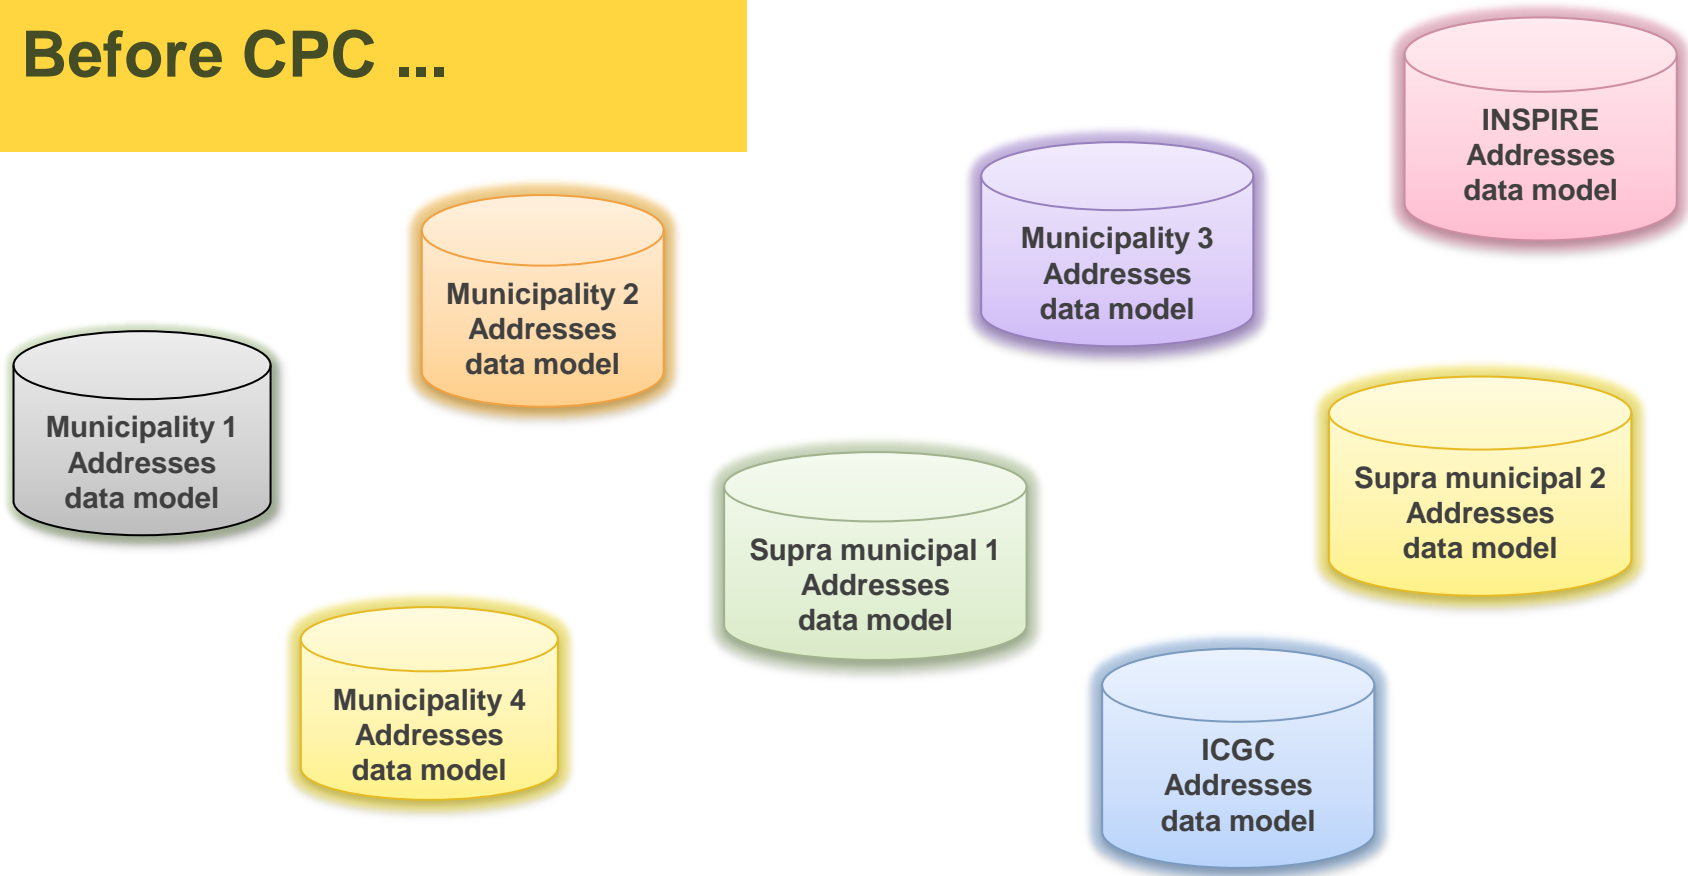 Before CPC ...
INSPIRE
Addresses
data model
Municipality 3
Addresses
data model
Municipality 2
Addresses
data model
Municipality 1
Addresses
data model
Supra municipal 2
Addresses
data model
Supra municipal 1
Addresses
data model
Municipality 4
Addresses
data model
ICGC
Addresses
data model